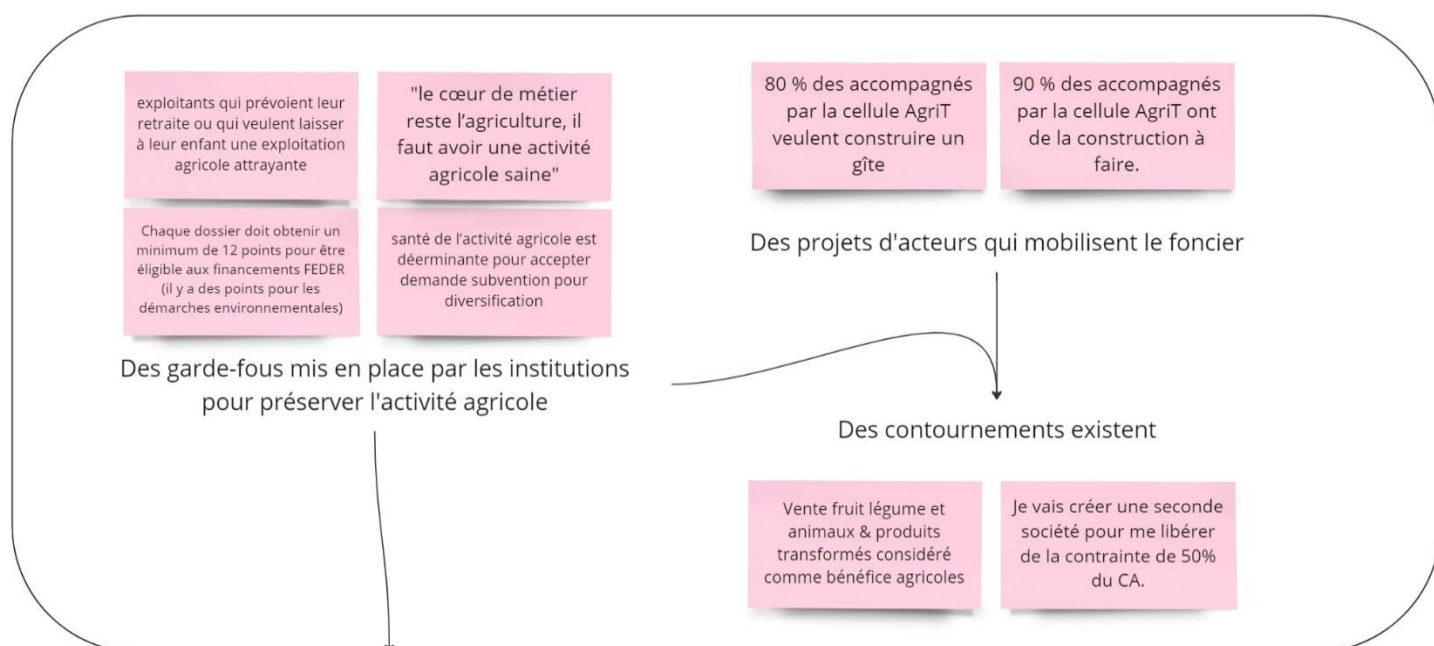 exploitants qui prévoient leur
retraite ou qui veulent laisser
à leur enfant une exploitation
agricole attrayante
"le cœur de métier
reste l’agriculture, il
faut avoir une activité
agricole saine"
Chaque dossier doit obtenir un
minimum de 12 points pour être
éligible aux financements FEDER
(il y a des points pour les
démarches environnementales)
santé de l’activité agricole est
déerminante pour accepter
demande subvention pour
diversification
Des garde-fous mis en place par les institutions
pour préserver l'activité agricole
80 % des accompagnés
par la cellule AgriT
veulent construire un
gîte
90 % des accompagnés
par la cellule AgriT ont
de la construction à
faire.
Des projets d'acteurs qui mobilisent le foncier
Des contournements existent
Vente fruit légume et
animaux & produits
transformés considéré
comme bénéfice agricoles
Je vais créer une seconde
société pour me libérer
de la contrainte de 50%
du CA.